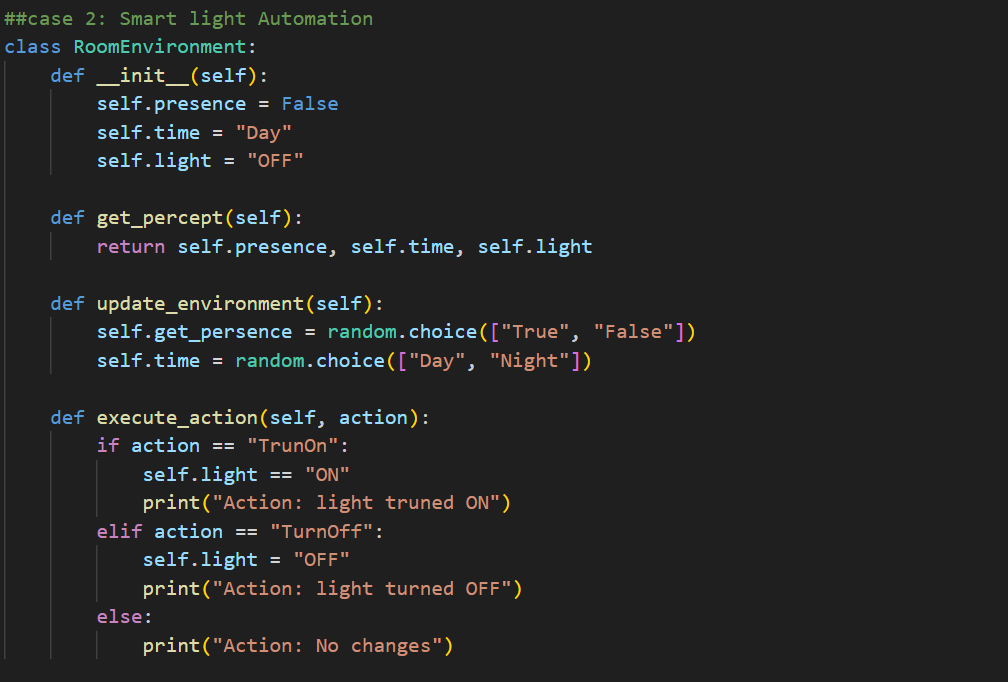 ##case 2: Smart light Automation
class RoomEnvironment:
    def __init__(self):
        self.presence = False
        self.time = "Day"
        self.light = "OFF"

    def get_percept(self):
        return self.presence, self.time, self.light

    def update_environment(self):
        self.get_persence = random.choice(["True", "False"])
        self.time = random.choice(["Day", "Night"])

    def execute_action(self, action):
        if action == "TrunOn":
            self.light == "ON"
            print("Action: light truned ON")
        elif action == "TurnOff":
            self.light = "OFF"
            print("Action: light turned OFF")
        else:
            print("Action: No changes")